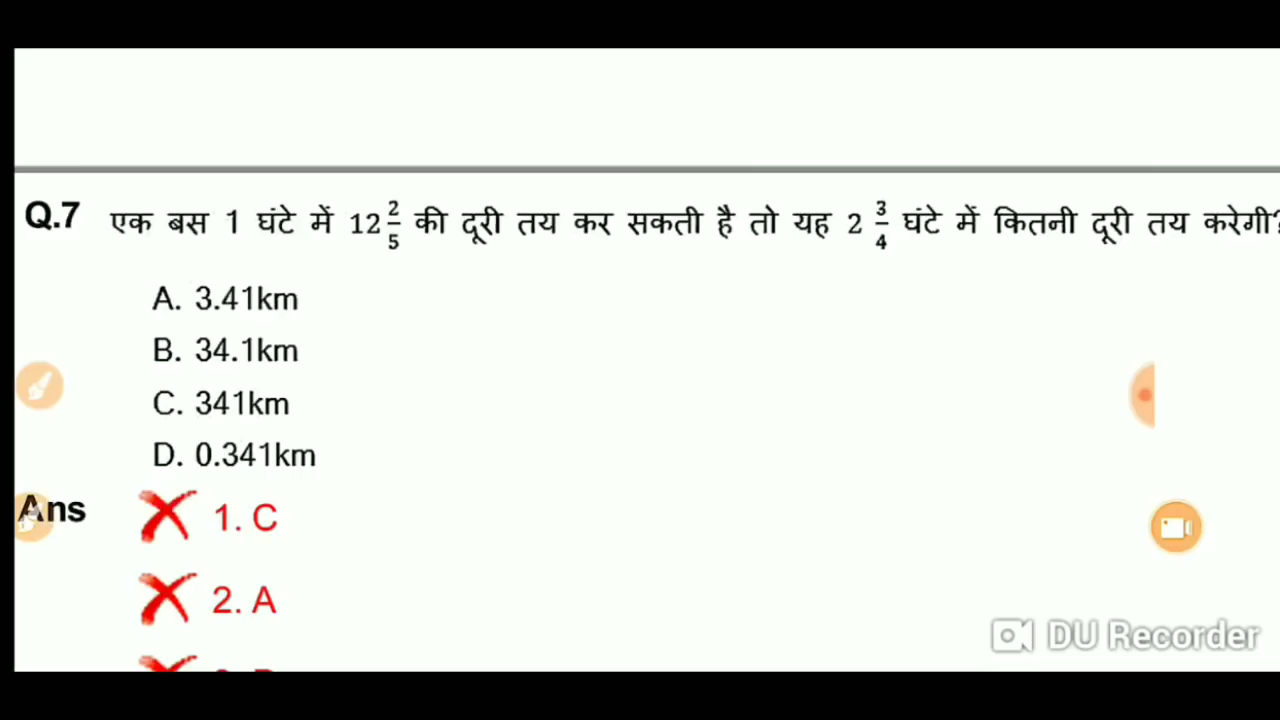 Q.7 एक बस 1 घंटे में 12 2/5 की दूरी तय कर सकती है तो यह 2 3/4 घंटे में कितनी दूरी तय करेगी?
A. 3.41km
B. 34.1km
C. 341km
D. 0.341km
Ans 1. C
2. A
DU Recorder